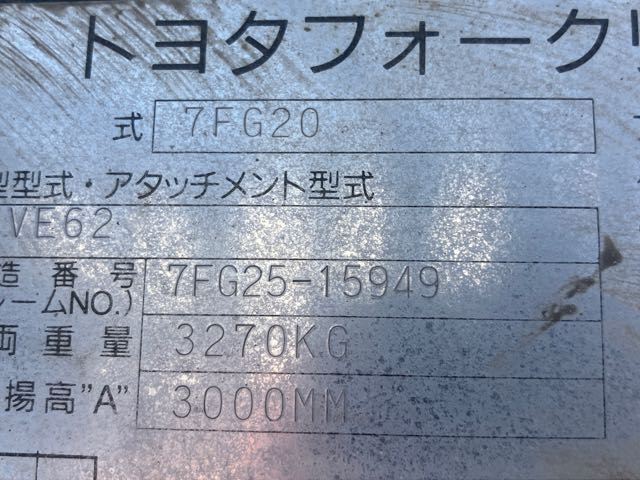 トヨタフォークリ
式 7FG20
型型式・アタッチメント型式
VE62
造番号 7FG25-15949
レームNO.)
両重量 3270KG
揚高"A" 3000MM